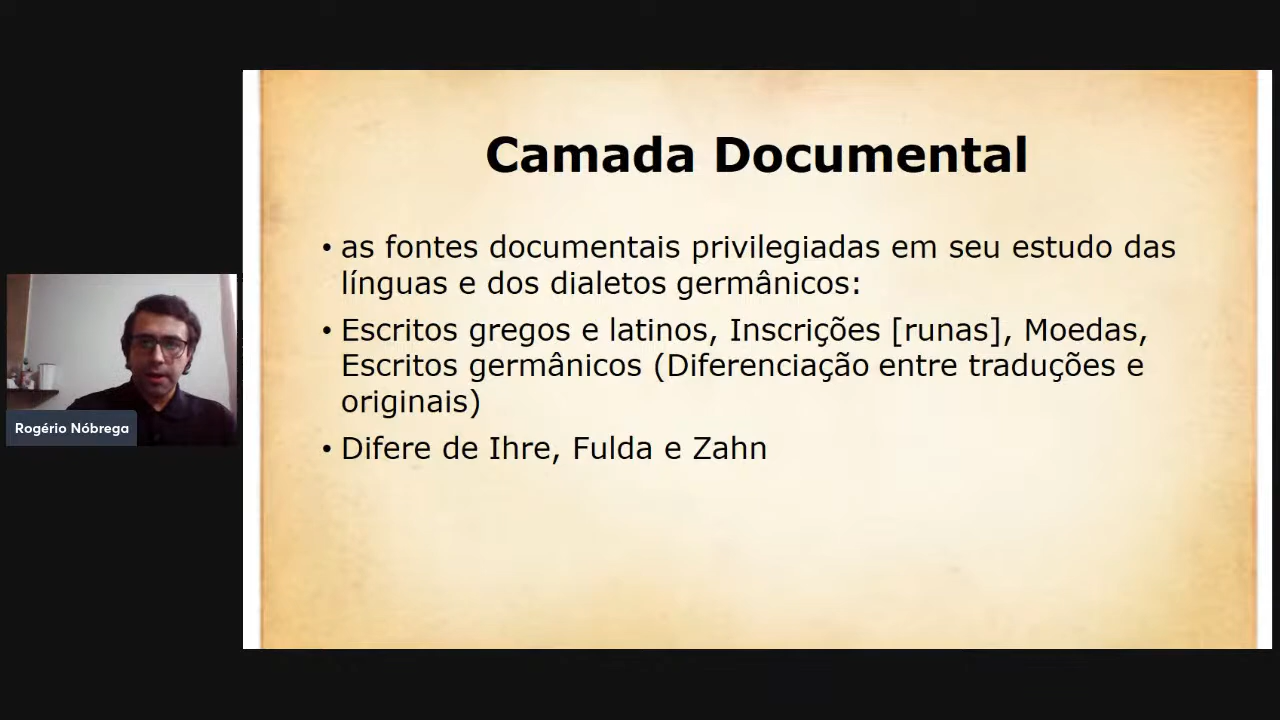 Camada Documental
• as fontes documentais privilegiadas em seu estudo das
línguas e dos dialetos germânicos:
• Escritos gregos e latinos, Inscrições [runas], Moedas,
Escritos germânicos (Diferenciação entre traduções e
originais)
• Difere de Ihre, Fulda e Zahn
Rogério Nóbrega